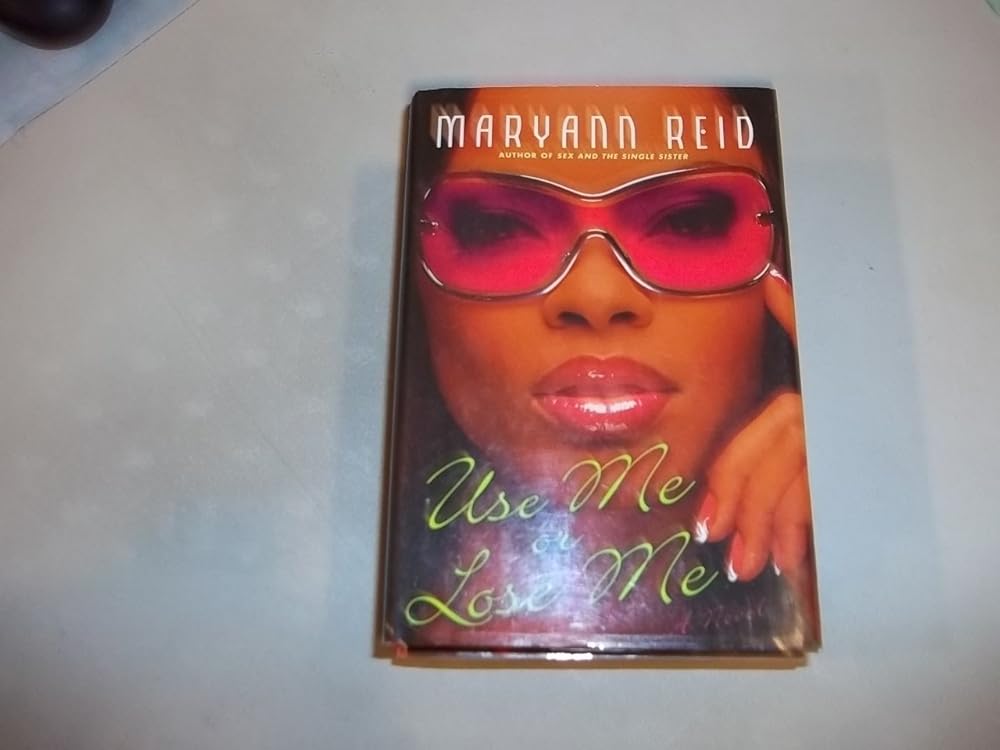 MARYANN REID
AUTHOR OF SEX AND THE SINGLE SISTER
Use Me
or
Lose Me
A Novel